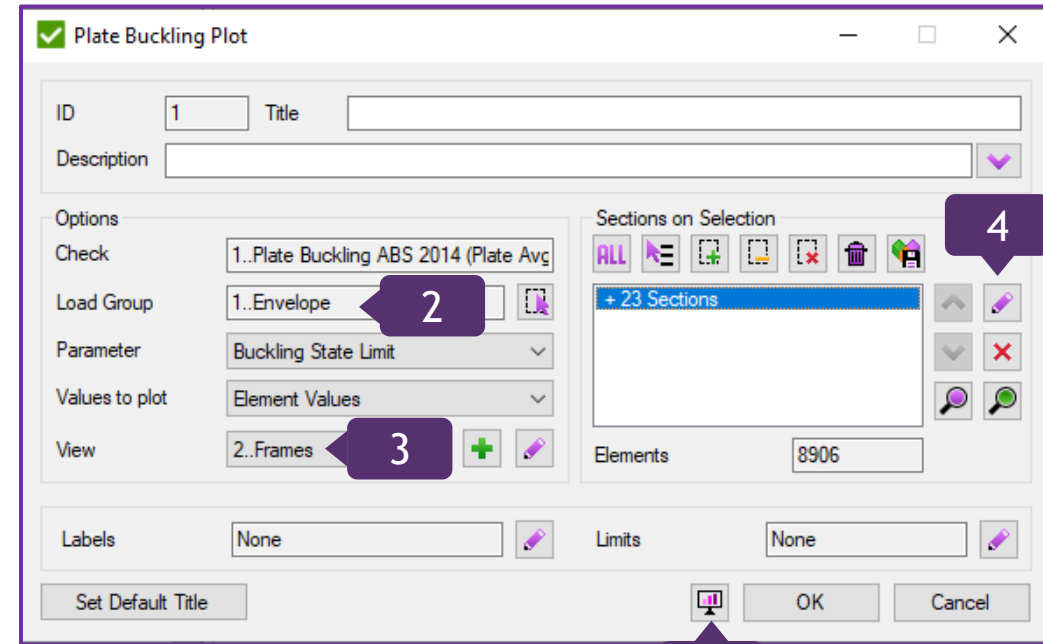 Plate Buckling Plot
ID 1 Title
Description
Options
Check 1..Plate Buckling ABS 2014 (Plate Avg
Load Group 1..Envelope 2
Parameter Buckling State Limit
Values to plot Element Values
View 2..Frames 3
Sections on Selection
4
ALL
+ 23 Sections
Elements 8906
Labels None
Limits None
Set Default Title
OK
Cancel